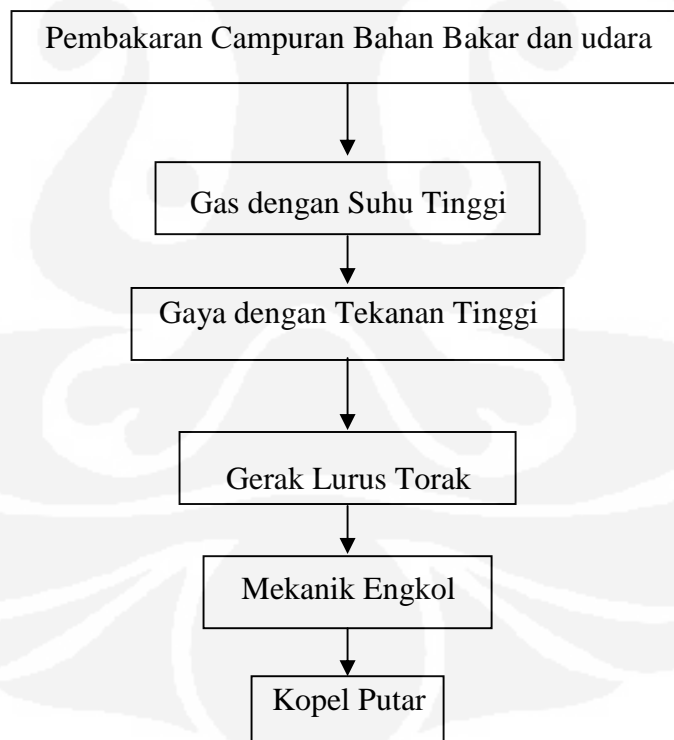 Pembakaran Campuran Bahan Bakar dan udara
Gas dengan Suhu Tinggi
Gaya dengan Tekanan Tinggi
Gerak Lurus Torak
Mekanik Engkol
Kopel Putar